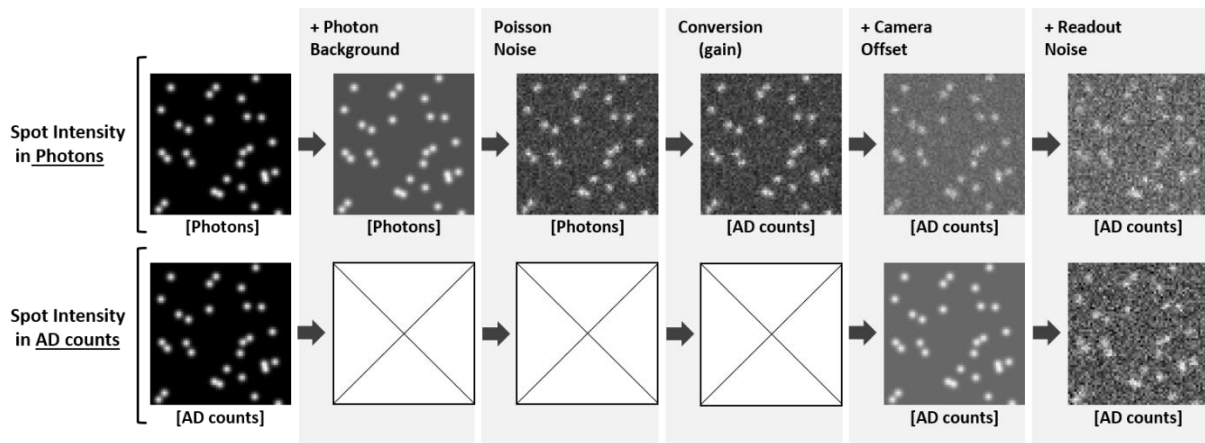 + Photon
Background
Poisson
Noise
Conversion
(gain)
+ Camera
Offset
+ Readout
Noise
Spot Intensity
in Photons
[Photons]
[Photons]
[Photons]
[AD counts]
[AD counts]
[AD counts]
Spot Intensity
in AD counts
[AD counts]
[AD counts]
[AD counts]